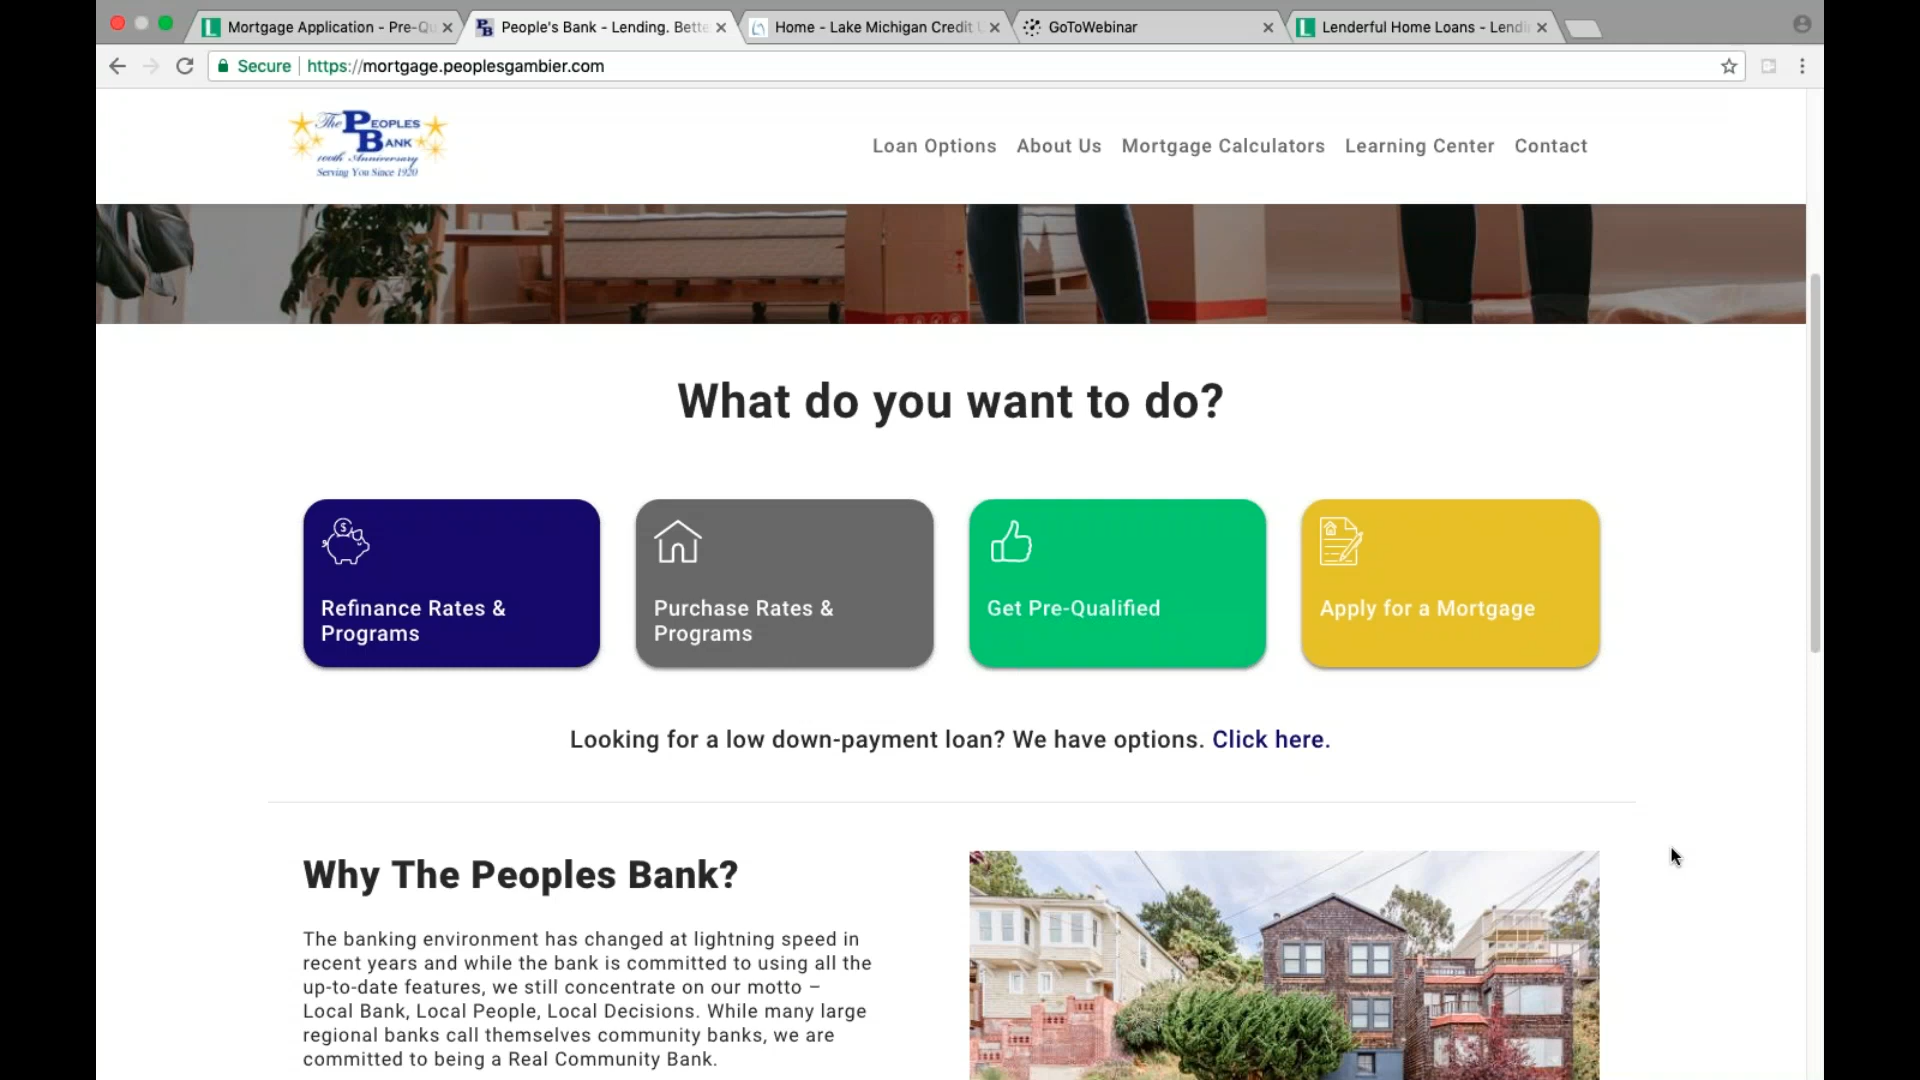 Mortgage Application - Pre-Qu
People's Bank - Lending. Bette
Home - Lake Michigan Credit U
GoToWebinar
Lenderful Home Loans - Lendi
Secure
https://mortgage.peoplesgambier.com
The Peoples
Bank
100th Anniversary
Serving You Since 1920
Loan Options
About Us
Mortgage Calculators
Learning Center
Contact
What do you want to do?
Refinance Rates &
Programs
Purchase Rates &
Programs
Get Pre-Qualified
Apply for a Mortgage
Looking for a low down-payment loan? We have options. Click here.
Why The Peoples Bank?
The banking environment has changed at lightning speed in
recent years and while the bank is committed to using all the
up-to-date features, we still concentrate on our motto –
Local Bank, Local People, Local Decisions. While many large
regional banks call themselves community banks, we are
committed to being a Real Community Bank.